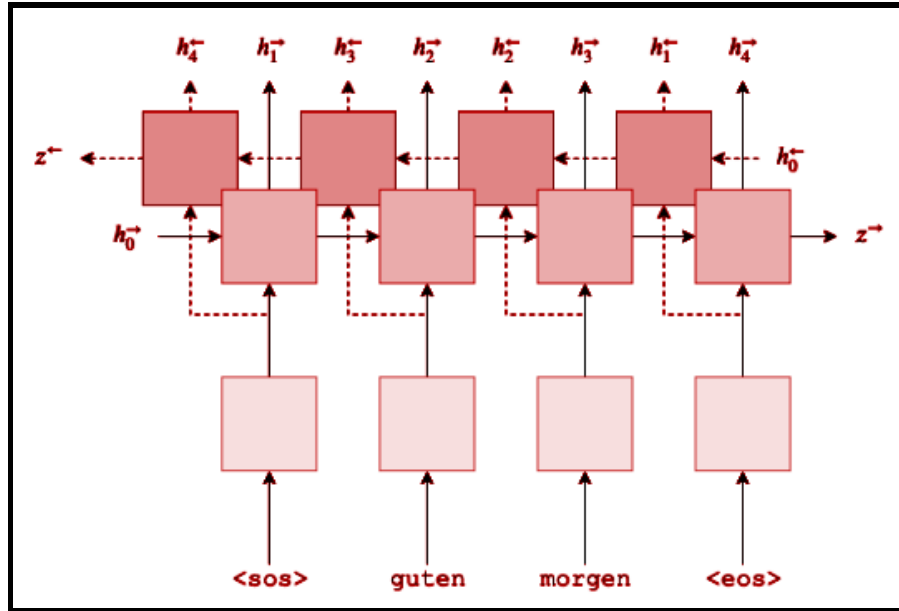 h₄← h₁→ h₃← h₂→ h₂← h₃→ h₁← h₄→
z← h₀←
h₀→ z→
<sos> guten morgen <eos>